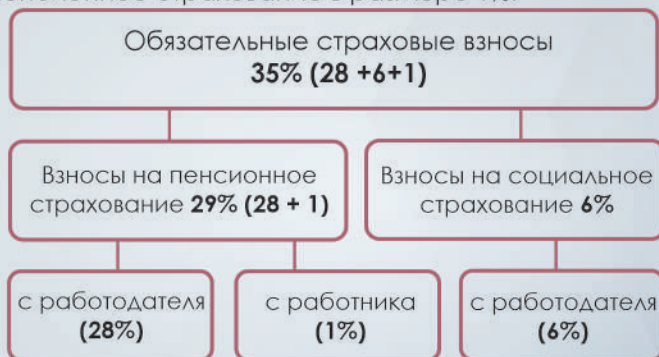 Обязательные страховые взносы
35% (28 +6+1)
Взносы на пенсионное
страхование 29% (28 + 1)
Взносы на социальное
страхование 6%
с работодателя
(28%)
с работника
(1%)
с работодателя
(6%)